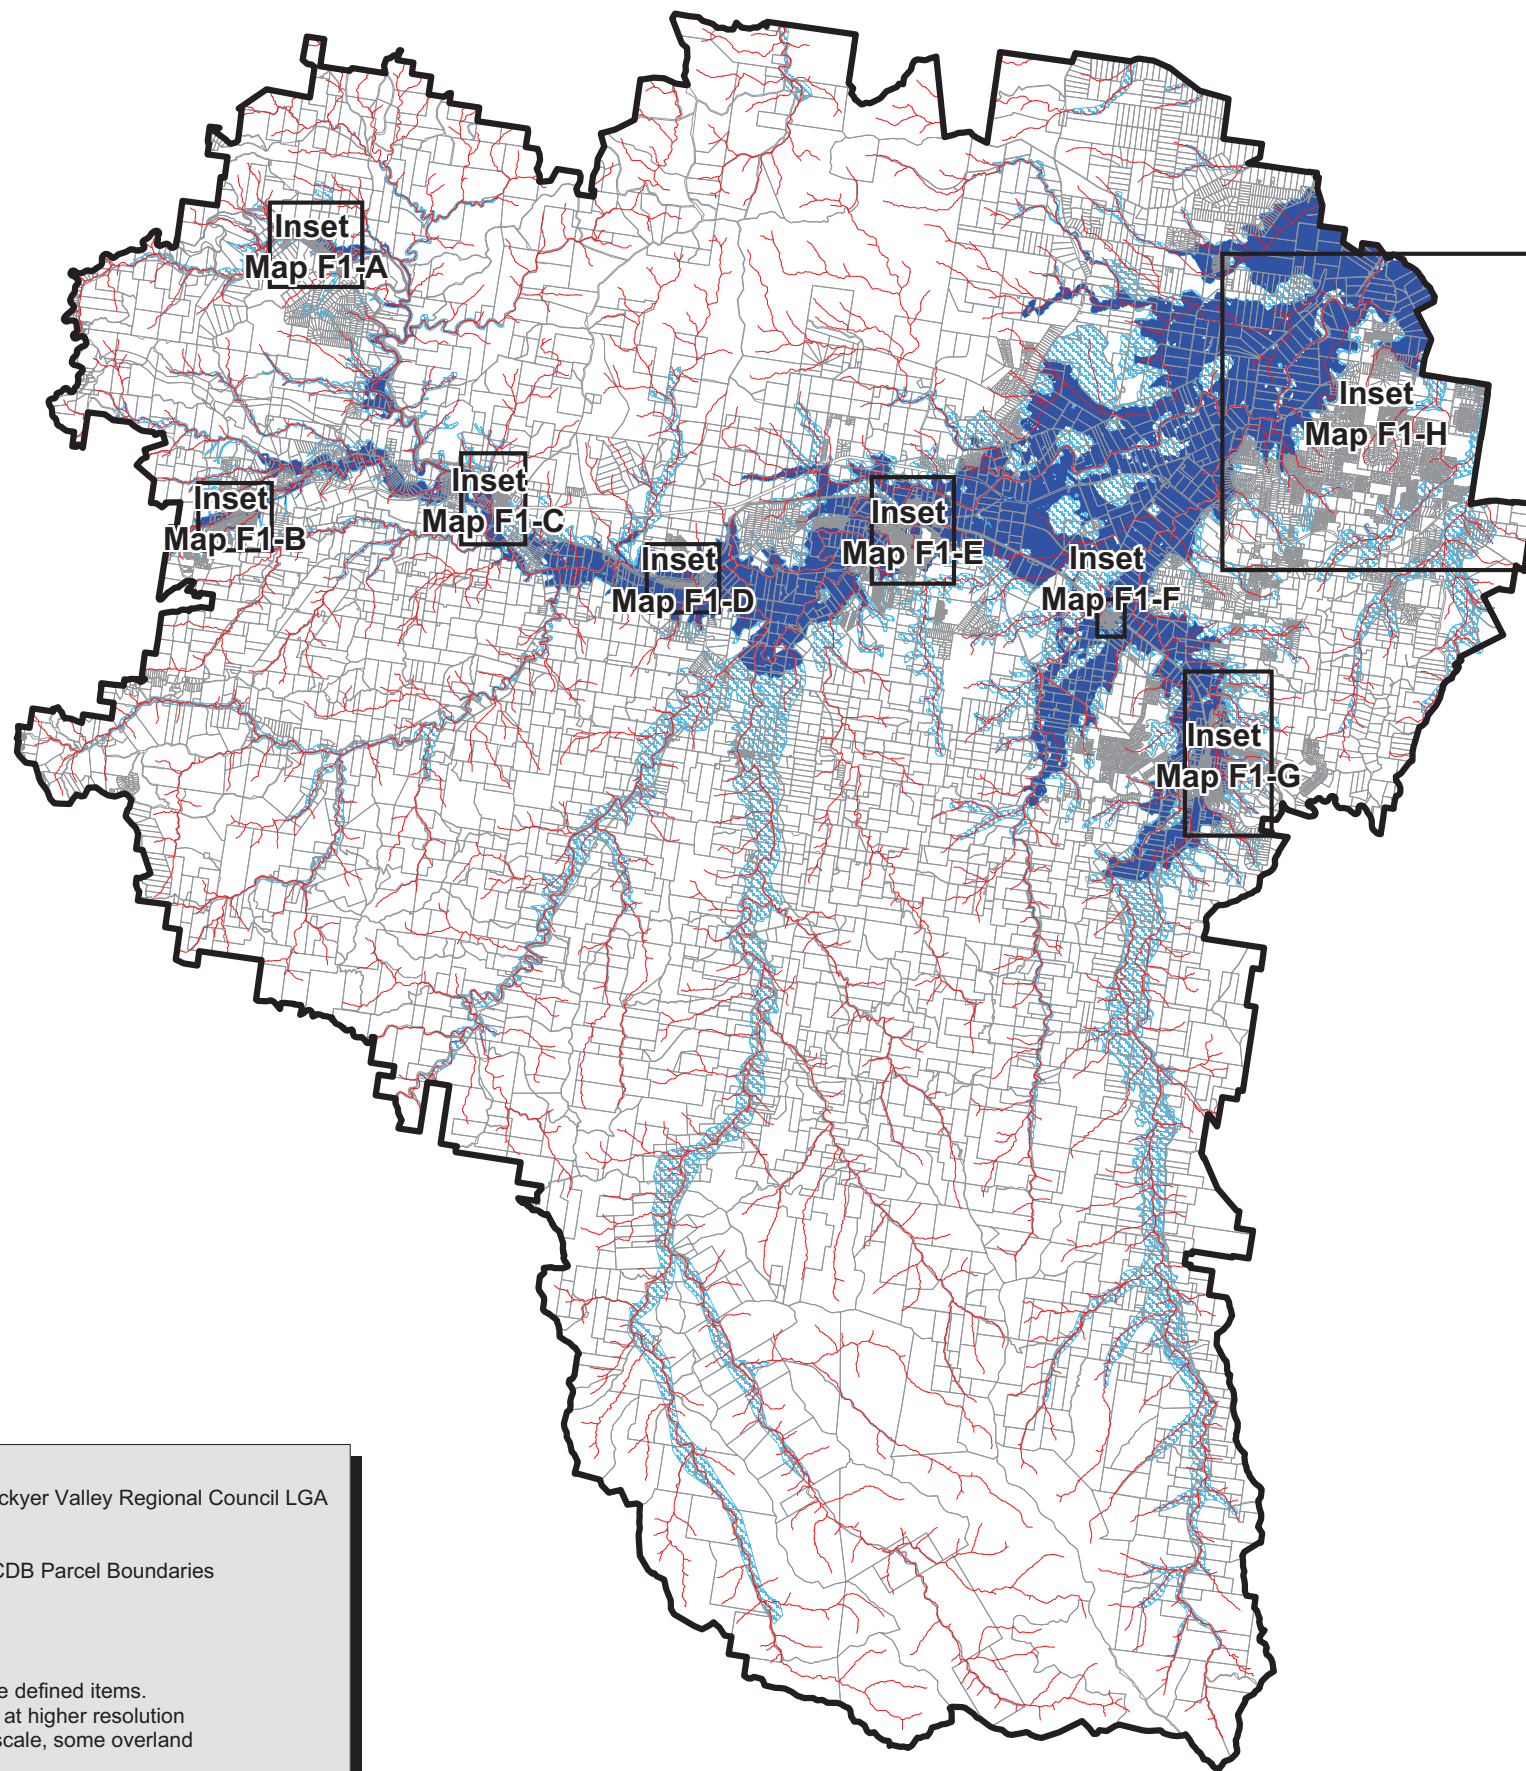 Inset
Map F1-A
Inset
Map F1-H
Inset
Map F1-B
Inset
Map F1-C
Inset
Map F1-E
Inset
Map F1-D
Inset
Map F1-F
Inset
Map F1-G
ckyer Valley Regional Council LGA
CDB Parcel Boundaries
e defined items.
at higher resolution
scale, some overland